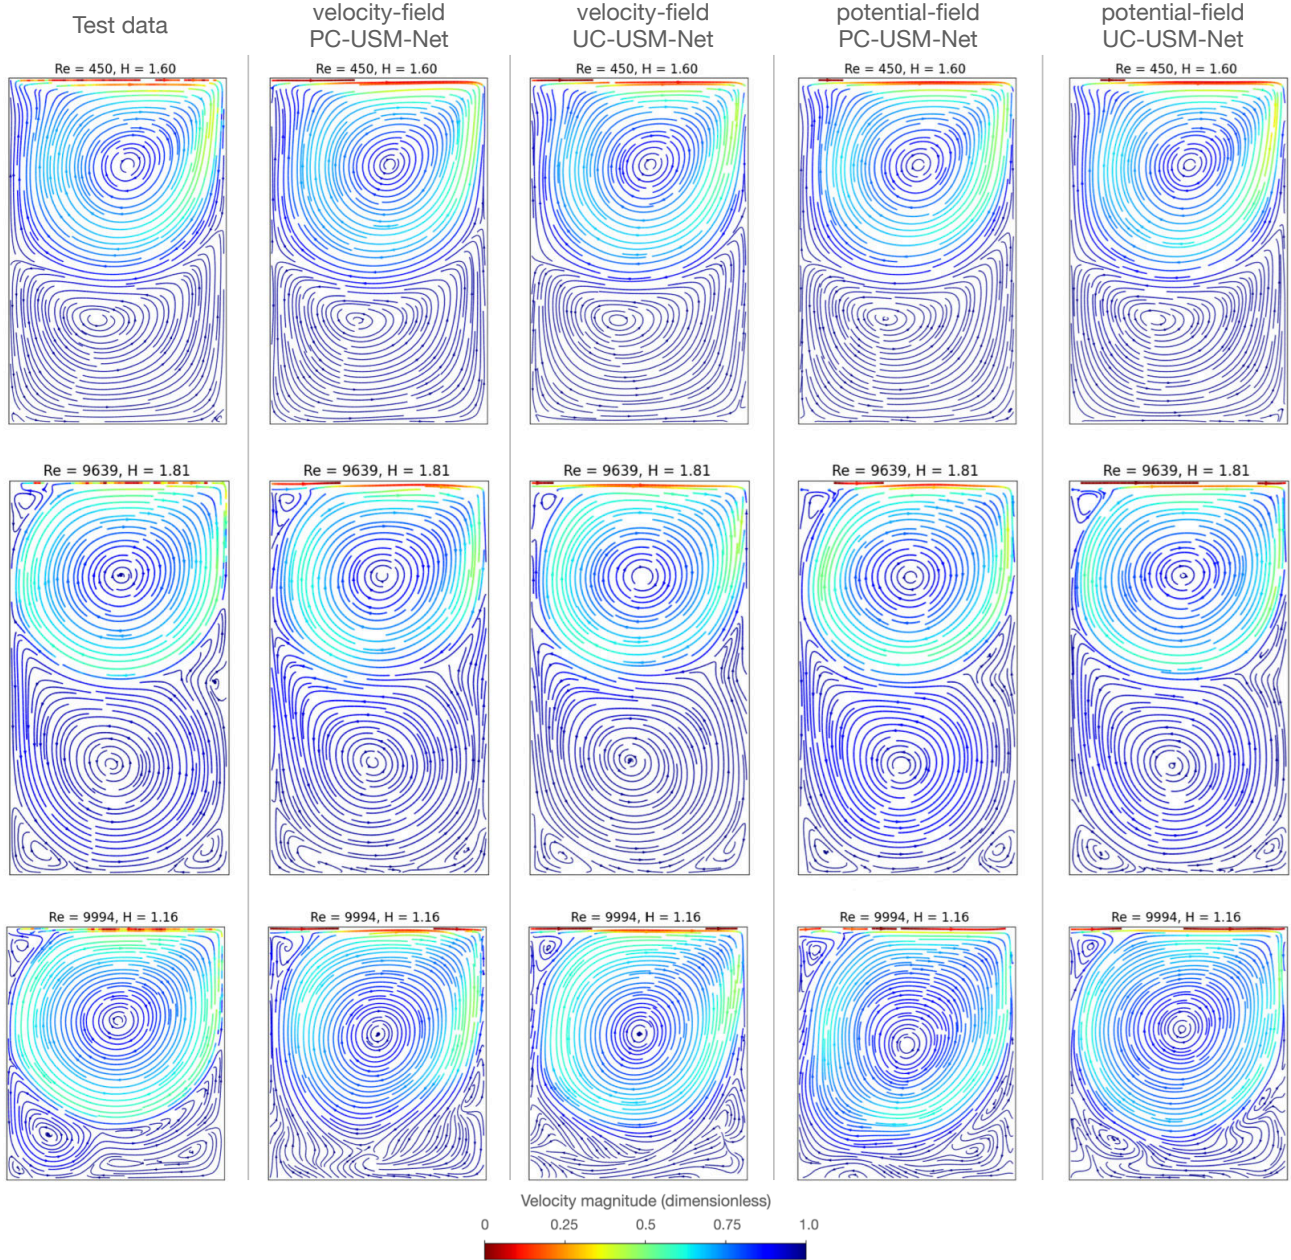 Test data
velocity-field
PC-USM-Net
velocity-field
UC-USM-Net
potential-field
PC-USM-Net
potential-field
UC-USM-Net
Re = 450, H = 1.60
Re = 450, H = 1.60
Re = 450, H = 1.60
Re = 450, H = 1.60
Re = 450, H = 1.60
Re = 9639, H = 1.81
Re = 9639, H = 1.81
Re = 9639, H = 1.81
Re = 9639, H = 1.81
Re = 9639, H = 1.81
Re = 9994, H = 1.16
Re = 9994, H = 1.16
Re = 9994, H = 1.16
Re = 9994, H = 1.16
Re = 9994, H = 1.16
Velocity magnitude (dimensionless)
0 0.25 0.5 0.75 1.0